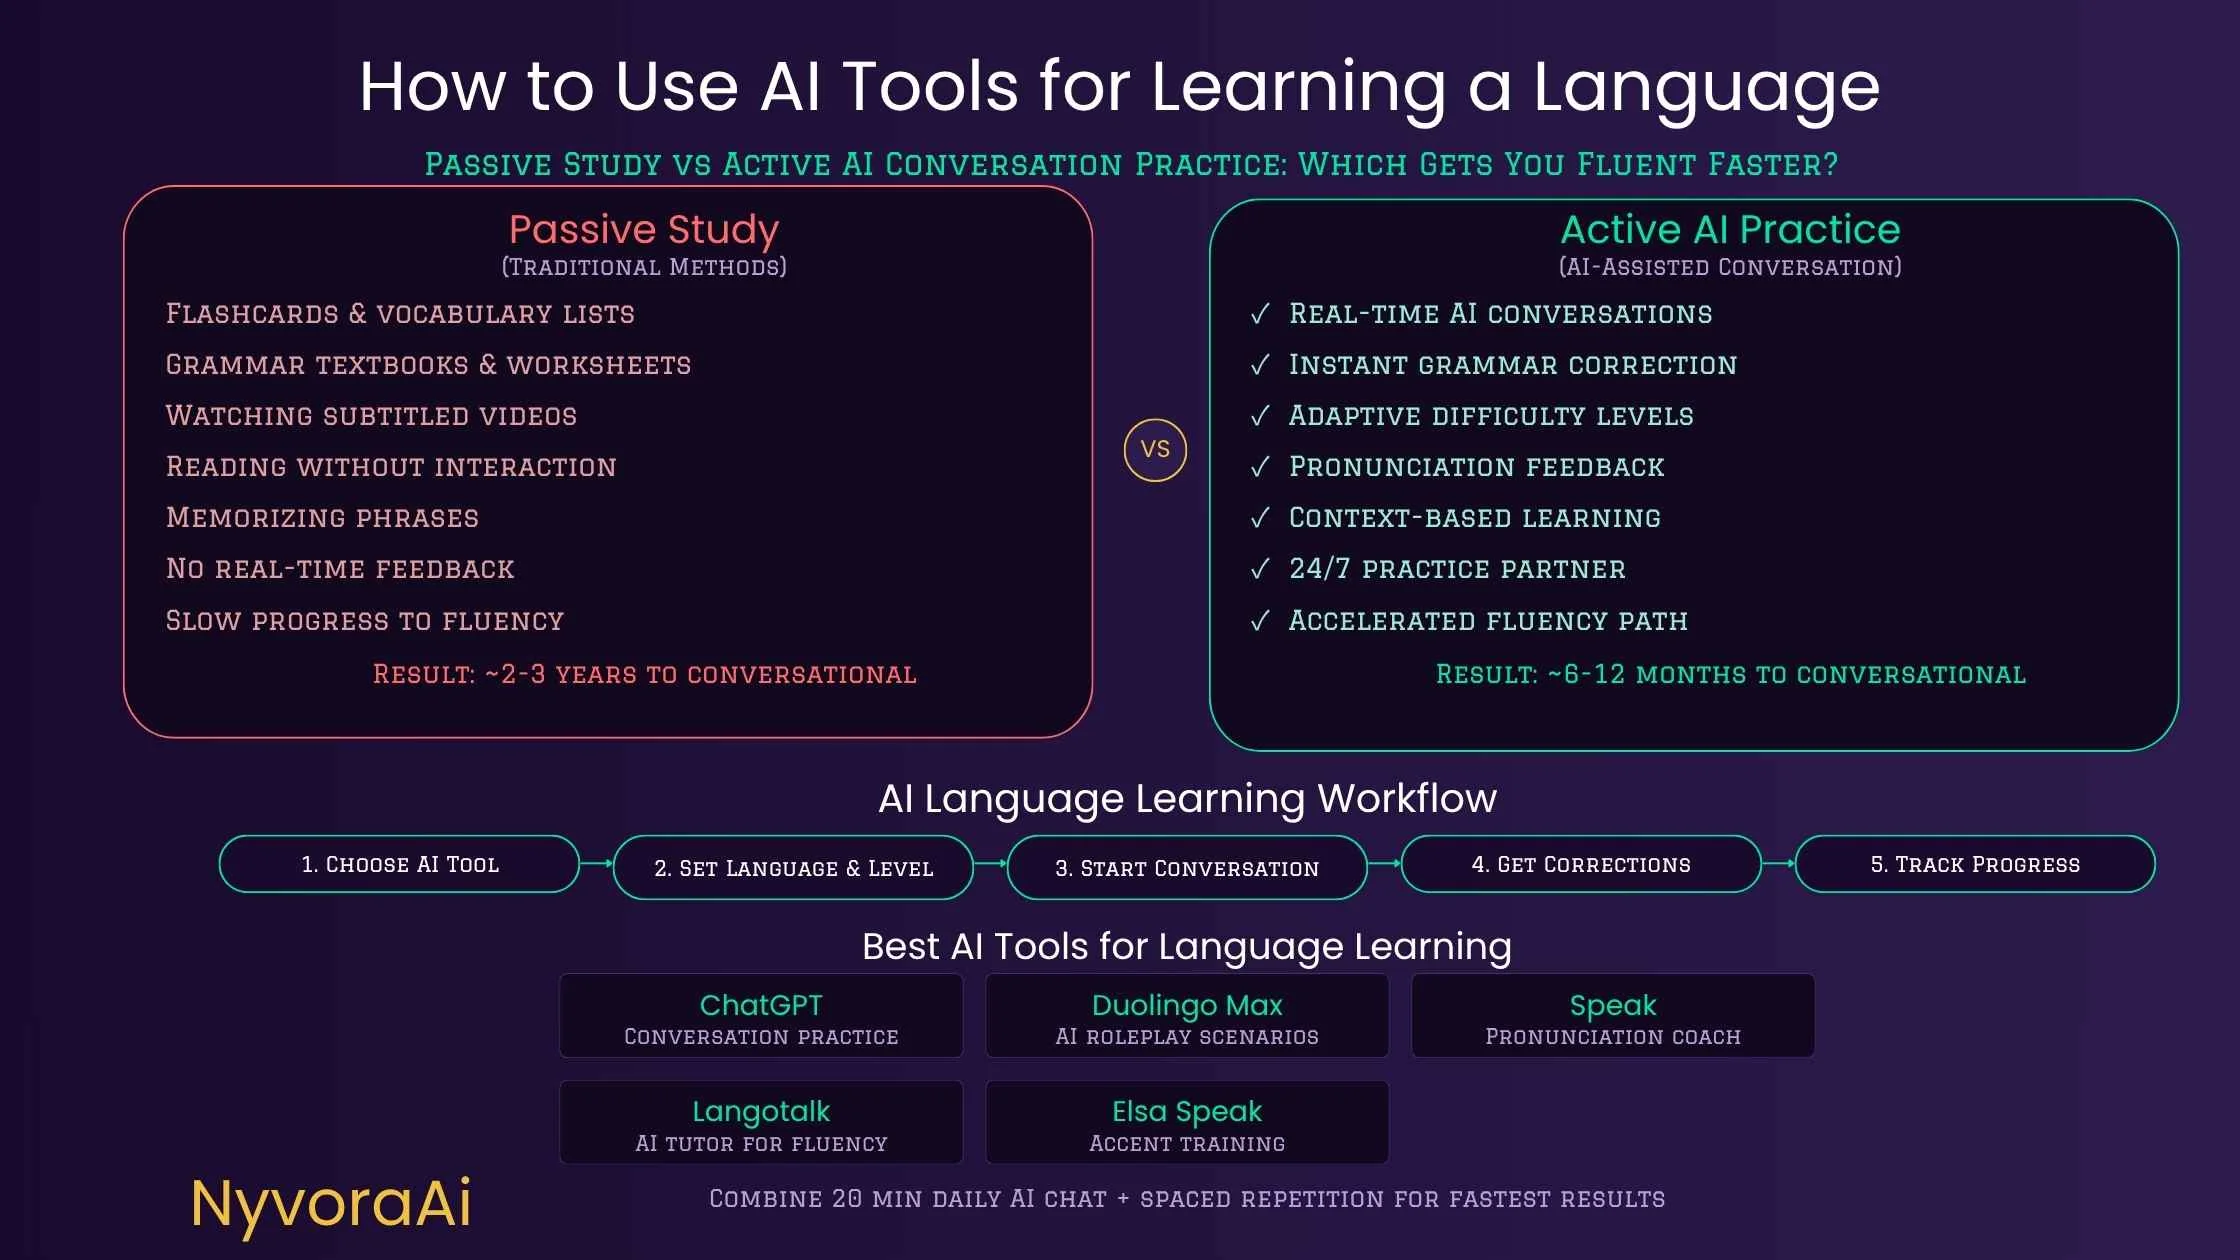 How to Use AI Tools for Learning a Language
Passive Study vs Active AI Conversation Practice: Which Gets You Fluent Faster?
Passive Study
(Traditional Methods)
Flashcards & vocabulary lists
Grammar textbooks & worksheets
Watching subtitled videos
Reading without interaction
Memorizing phrases
No real-time feedback
Slow progress to fluency
Result: ~2-3 years to conversational
VS
Active AI Practice
(AI-Assisted Conversation)
✓ Real-time AI conversations
✓ Instant grammar correction
✓ Adaptive difficulty levels
✓ Pronunciation feedback
✓ Context-based learning
✓ 24/7 practice partner
✓ Accelerated fluency path
Result: ~6-12 months to conversational
AI Language Learning Workflow
1. Choose AI Tool
2. Set Language & Level
3. Start Conversation
4. Get Corrections
5. Track Progress
Best AI Tools for Language Learning
ChatGPT
Conversation practice
Duolingo Max
AI roleplay scenarios
Speak
Pronunciation coach
Langotalk
AI tutor for fluency
Elsa Speak
Accent training
NyvoraAi
Combine 20 min daily AI chat + spaced repetition for fastest results